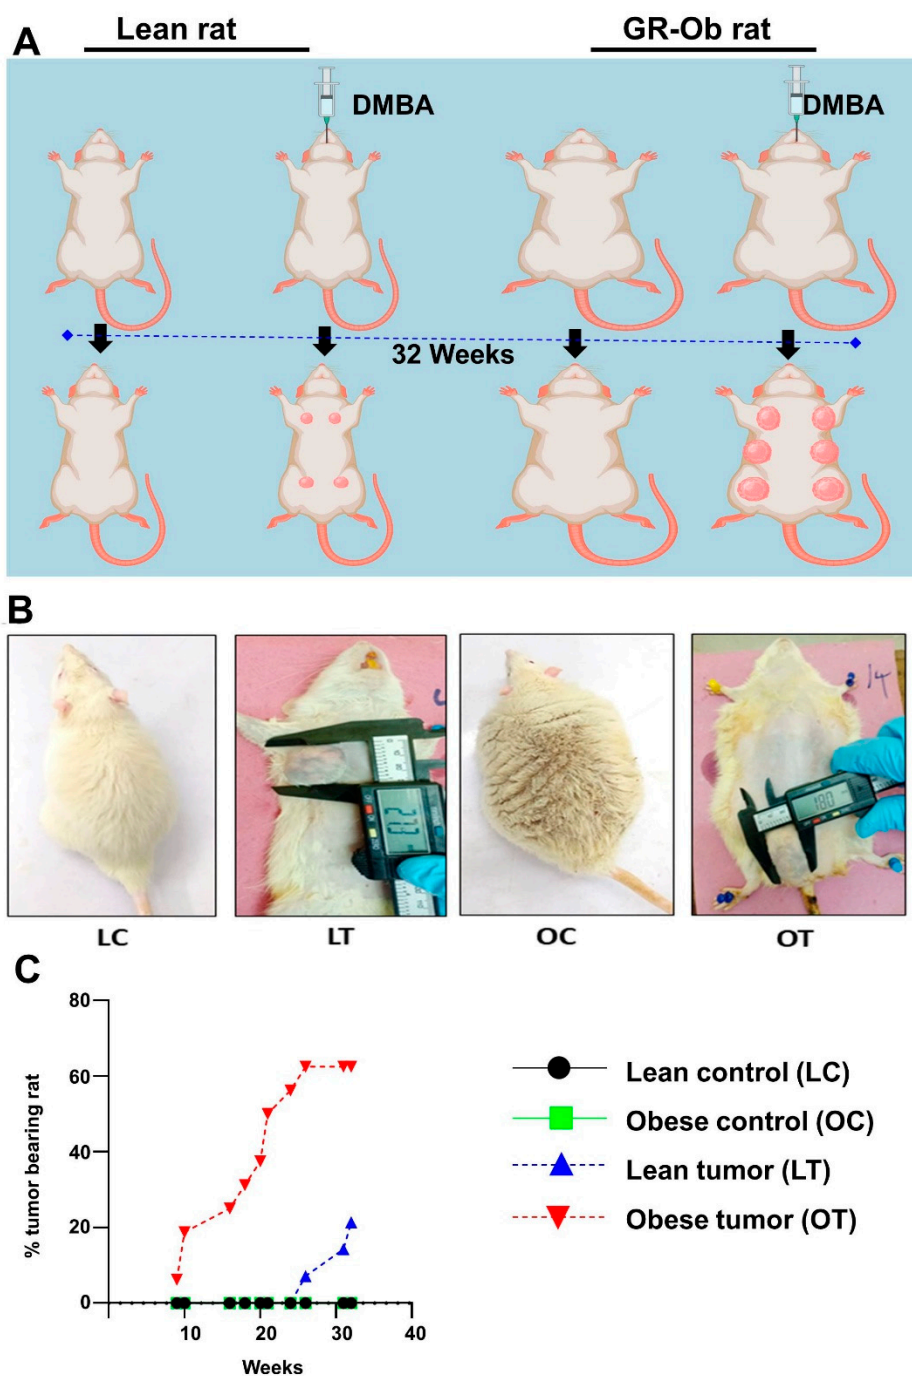 A
Lean rat
GR-Ob rat
DMBA
DMBA
32 Weeks
B
LC
LT
OC
OT
180
C
80
60
40
20
0
% tumor bearing rat
10
20
30
40
Weeks
Lean control (LC)
Obese control (OC)
Lean tumor (LT)
Obese tumor (OT)